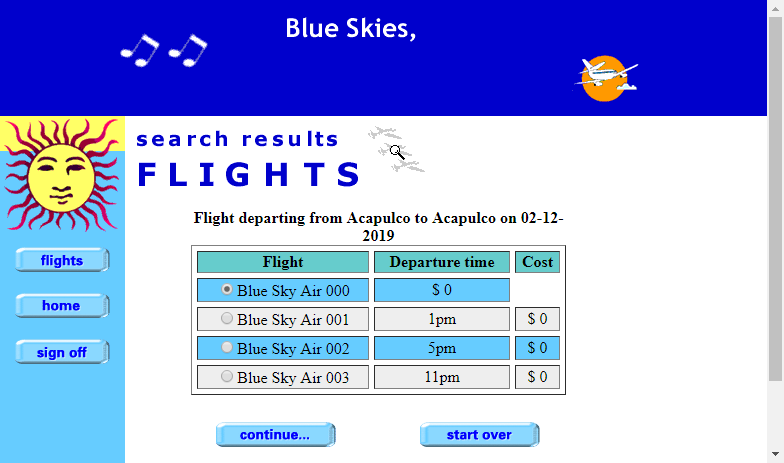 Blue Skies,
search results
FLIGHTS
Flight departing from Acapulco to Acapulco on 02-12-
2019
Flight Departure time Cost
Blue Sky Air 000 $ 0
Blue Sky Air 001 1pm $ 0
Blue Sky Air 002 5pm $ 0
Blue Sky Air 003 11pm $ 0
flights
home
sign off
continue... start over